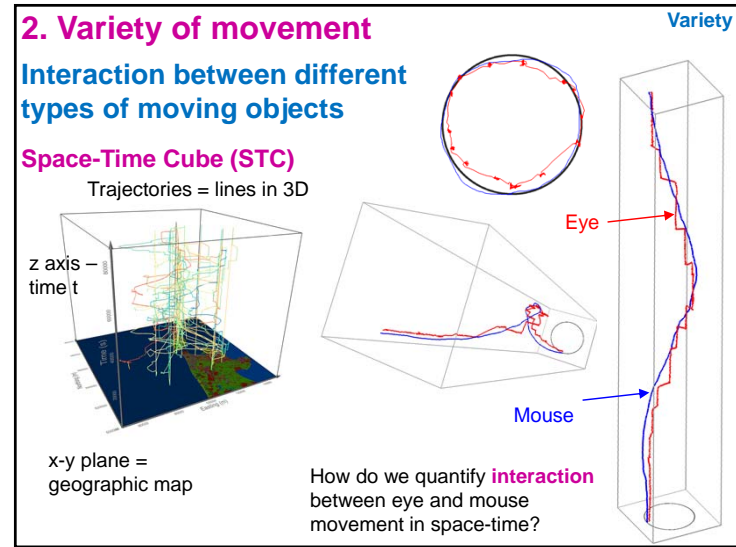 2. Variety of movement
Variety
Interaction between different
types of moving objects
Space-Time Cube (STC)
Trajectories = lines in 3D
z axis –
time t
Time (s)
x-y plane =
geographic map
Eye
Mouse
How do we quantify interaction
between eye and mouse
movement in space-time?